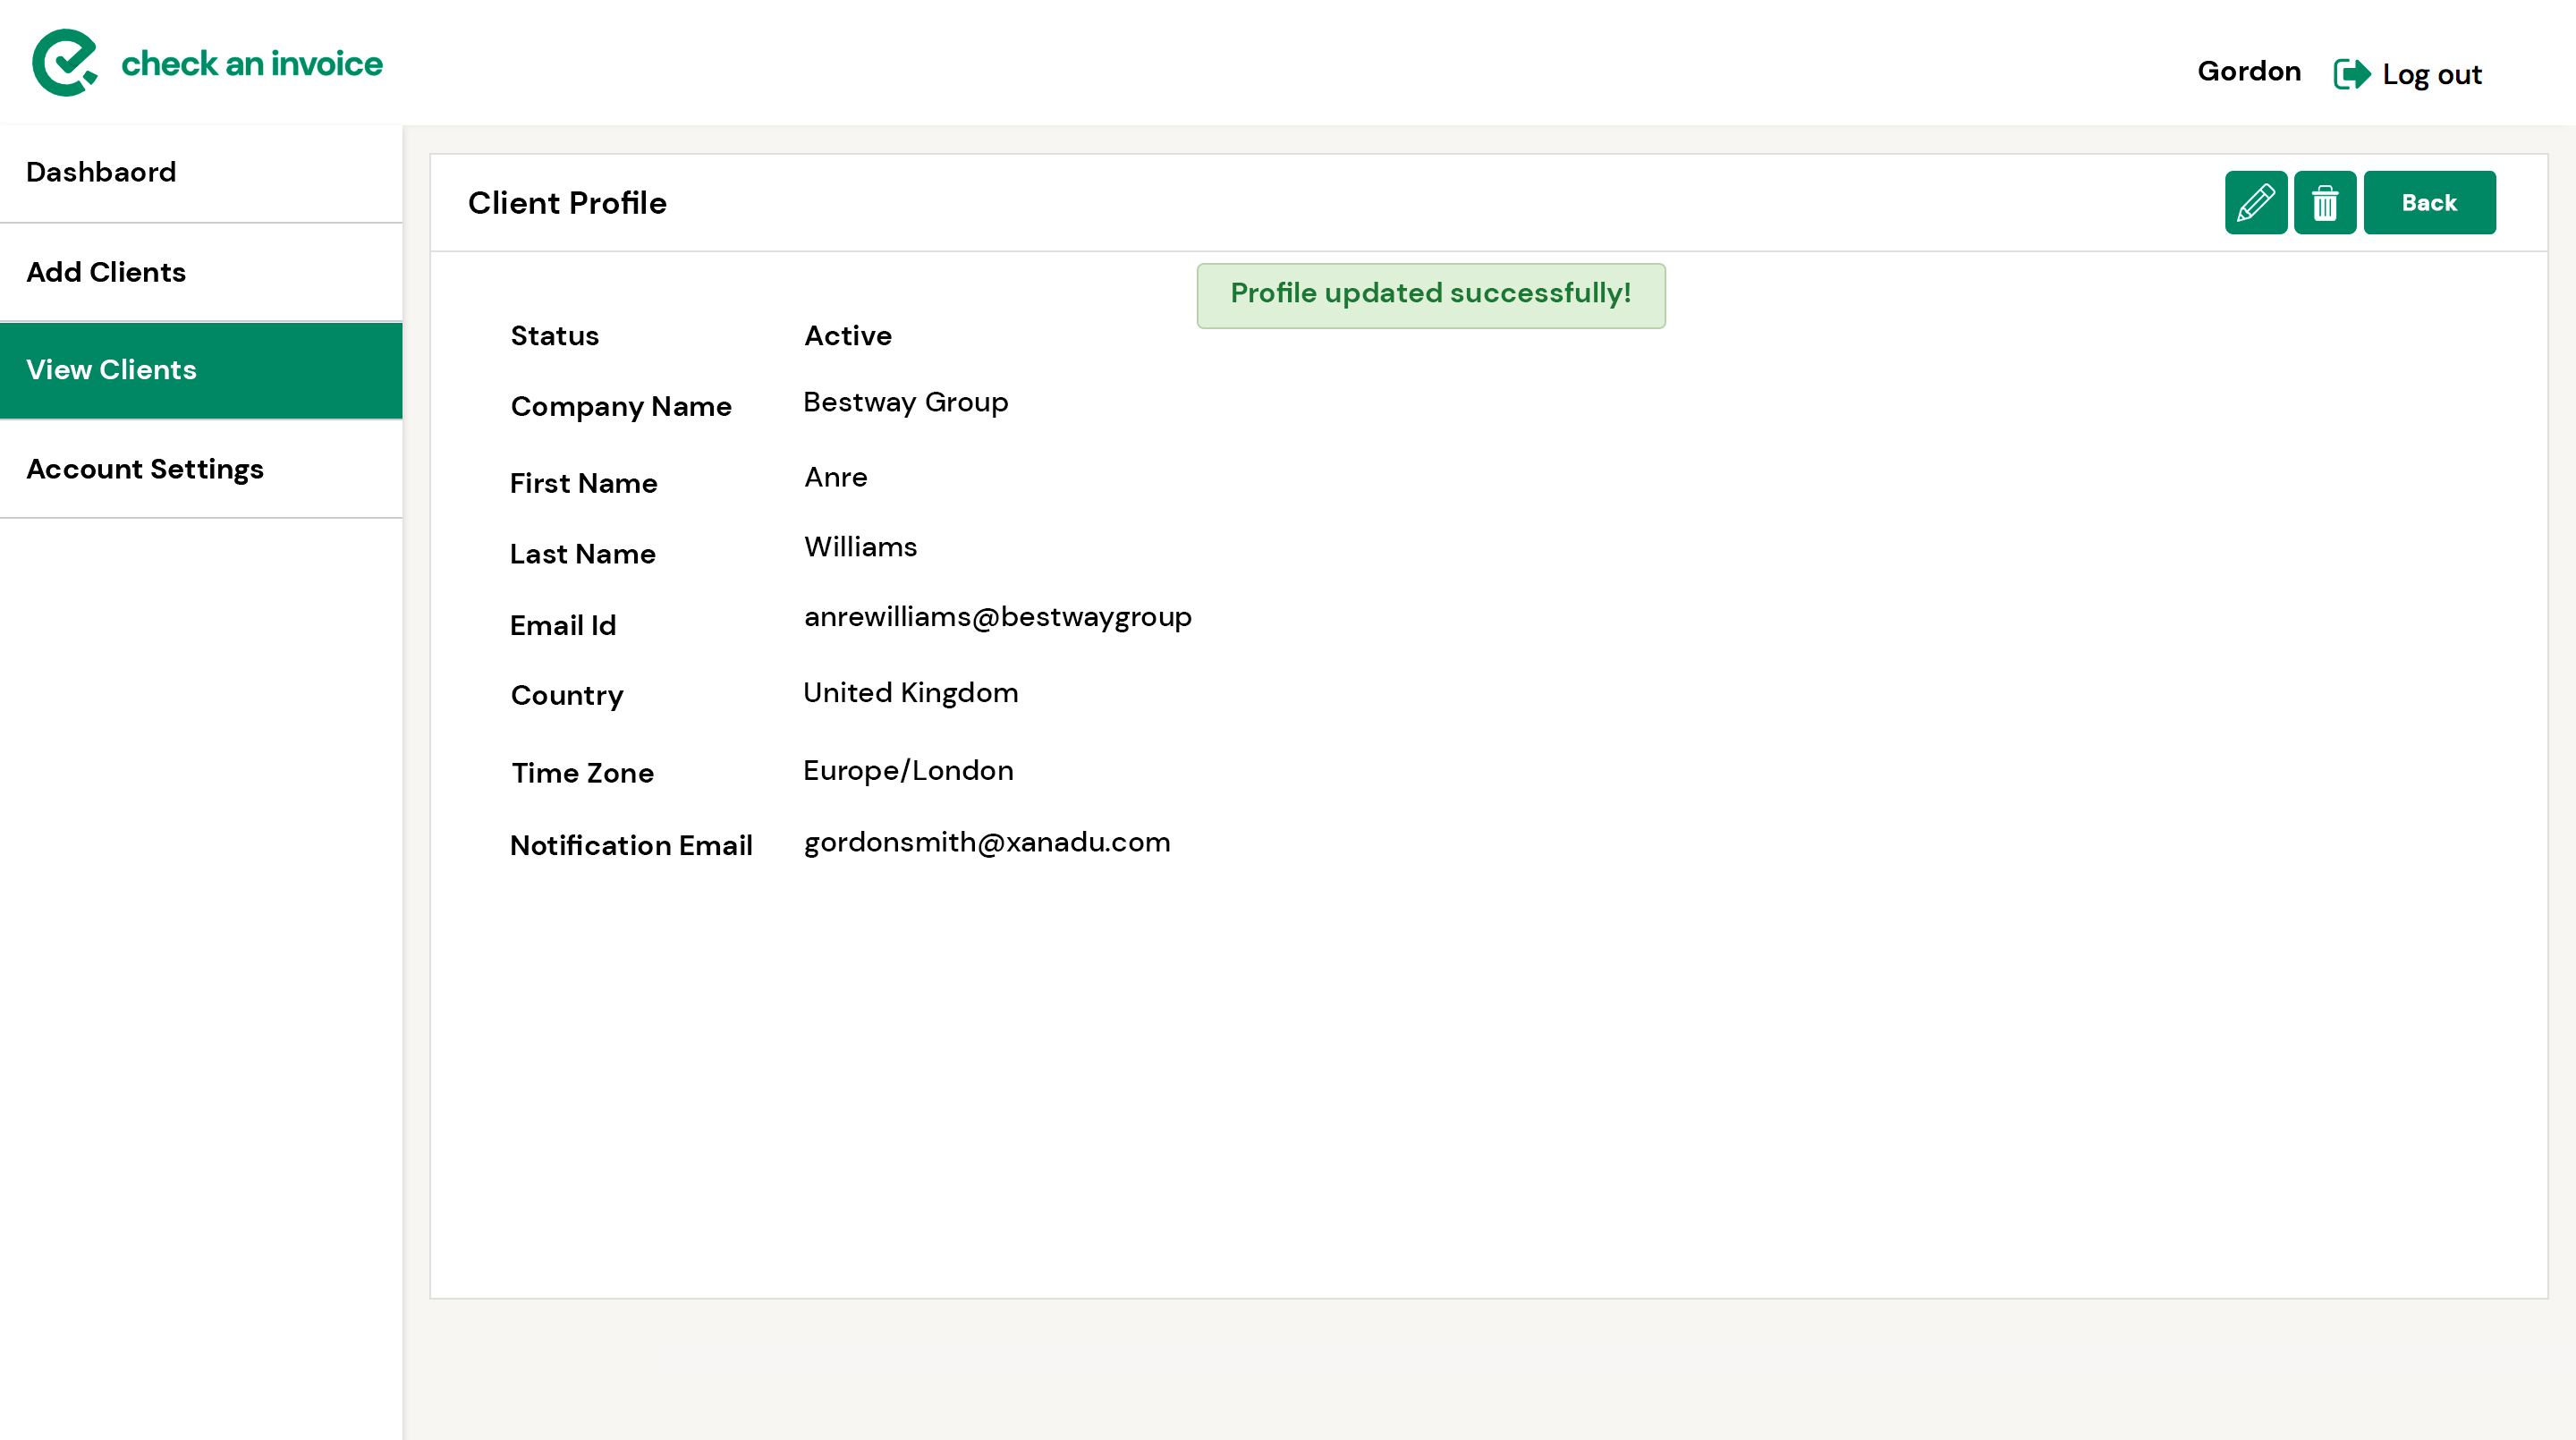 check an invoice
Gordon
Log out
Dashbaord
Add Clients
View Clients
Account Settings
Client Profile
Back
Profile updated successfully!
Status Active
Company Name Bestway Group
First Name Anre
Last Name Williams
Email Id anrewilliams@bestwaygroup
Country United Kingdom
Time Zone Europe/London
Notification Email gordonsmith@xanadu.com